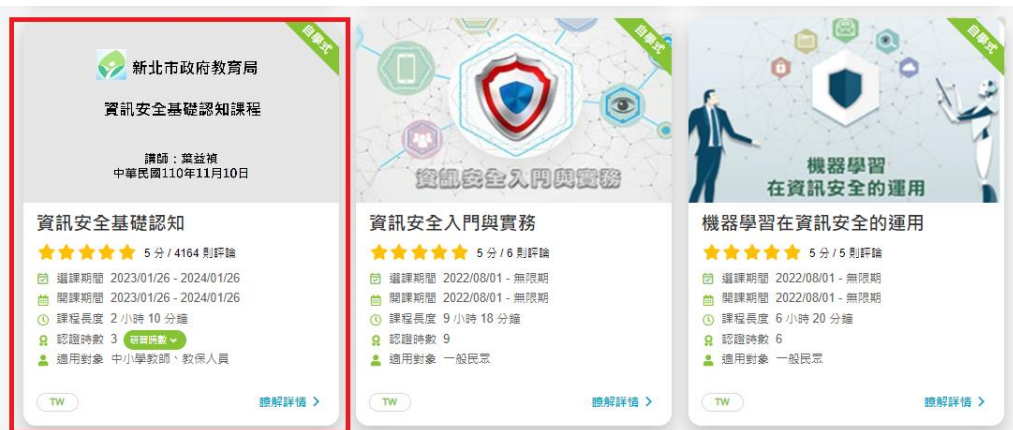 自學式
新北市政府教育局
資訊安全基礎認知課程
講師：葉益禎
中華民國110年11月10日
資訊安全基礎認知
5 分 / 4164 則評論
選課期間 2023/01/26 - 2024/01/26
開課期間 2023/01/26 - 2024/01/26
課程長度 2 小時 10 分鐘
認證時數 3 研習時數
適用對象 中小學教師、教保人員
TW
瞭解詳情
自學式
資訊安全入門與實務
資訊安全入門與實務
5 分 / 6 則評論
選課期間 2022/08/01 - 無限期
開課期間 2022/08/01 - 無限期
課程長度 9 小時 18 分鐘
認證時數 9
適用對象 一般民眾
TW
瞭解詳情
自學式
機器學習
在資訊安全的運用
機器學習在資訊安全的運用
5 分 / 5 則評論
選課期間 2022/08/01 - 無限期
開課期間 2022/08/01 - 無限期
課程長度 6 小時 20 分鐘
認證時數 6
適用對象 一般民眾
TW
瞭解詳情